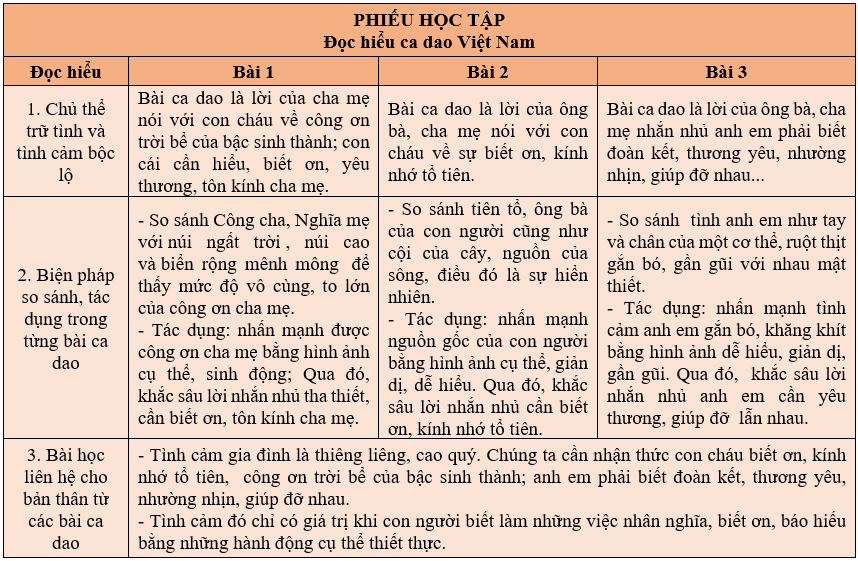 PHIẾU HỌC TẬP
Đọc hiểu ca dao Việt Nam
Đọc hiểu
Bài 1
Bài 2
Bài 3
1. Chủ thể
trữ tình và
tình cảm bộc
lộ
Bài ca dao là lời của cha mẹ
nói với con cháu về công ơn
trời bể của bậc sinh thành; con
cái cần hiểu, biết ơn, yêu
thương, tôn kính cha mẹ.
Bài ca dao là lời của ông
bà, cha mẹ nói với con
cháu về sự biết ơn, kính
nhớ tổ tiên.
Bài ca dao là lời của ông bà, cha
mẹ nhắn nhủ anh em phải biết
đoàn kết, thương yêu, nhường
nhịn, giúp đỡ nhau...
2. Biện pháp
so sánh, tác
dụng trong
từng bài ca
dao
- So sánh Công cha, Nghĩa mẹ
với núi ngất trời , núi cao
và biển rộng mênh mông để
thấy mức độ vô cùng, to lớn
của công ơn cha mẹ.
- Tác dụng: nhấn mạnh được
công ơn cha mẹ bằng hình ảnh
cụ thể, sinh động; Qua đó,
khắc sâu lời nhắn nhủ tha thiết,
cần biết ơn, tôn kính cha mẹ.
- So sánh tiên tổ, ông bà
của con người cũng như
cội của cây, nguồn của
sông, điều đó là sự hiển
nhiên.
- Tác dụng: nhấn mạnh
nguồn gốc của con người
bằng hình ảnh cụ thể, giản
dị, dễ hiểu. Qua đó, khắc
sâu lời nhắn nhủ cần biết
ơn, kính nhớ tổ tiên.
- So sánh tình anh em như tay
và chân của một cơ thể, ruột thịt
gắn bó, gần gũi với nhau mật
thiết.
- Tác dụng: nhấn mạnh tình
cảm anh em gắn bó, khăng khít
bằng hình ảnh dễ hiểu, giản dị,
gần gũi. Qua đó, khắc sâu lời
nhắn nhủ anh em cần yêu
thương, giúp đỡ lẫn nhau.
3. Bài học
liên hệ cho
bản thân từ
các bài ca
dao
- Tình cảm gia đình là thiêng liêng, cao quý. Chúng ta cần nhận thức con cháu biết ơn, kính
nhớ tổ tiên, công ơn trời bể của bậc sinh thành; anh em phải biết đoàn kết, thương yêu,
nhường nhịn, giúp đỡ nhau.
- Tình cảm đó chỉ có giá trị khi con người biết làm những việc nhân nghĩa, biết ơn, báo hiếu
bằng những hành động cụ thể thiết thực.